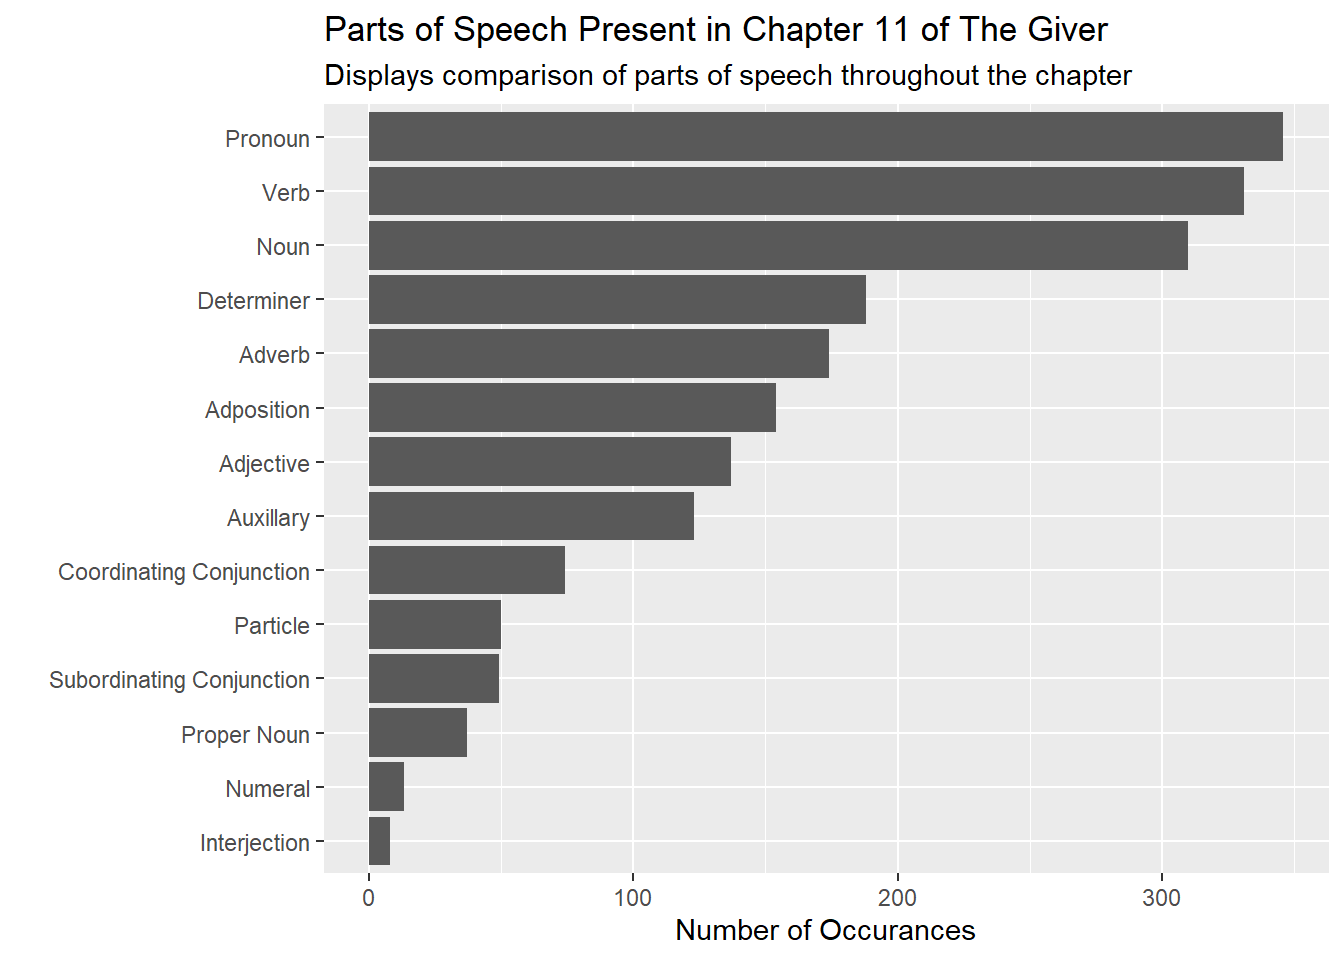 Parts of Speech Present in Chapter 11 of The Giver
Displays comparison of parts of speech throughout the chapter
Pronoun
Verb
Noun
Determiner
Adverb
Adposition
Adjective
Auxillary
Coordinating Conjunction
Particle
Subordinating Conjunction
Proper Noun
Numeral
Interjection
0 100 200 300
Number of Occurances